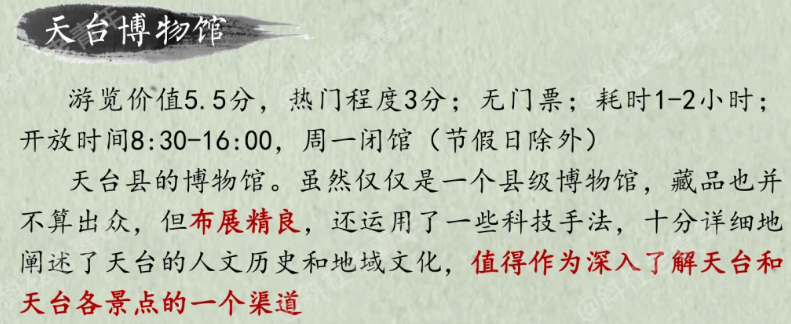 天台博物馆
游览价值5.5分，热门程度3分；无门票；耗时1-2小时；
开放时间8:30-16:00，周一闭馆（节假日除外）
天台县的博物馆。虽然仅仅是一个县级博物馆，藏品也并
不算出众，但布展精良，还运用了一些科技手法，十分详细地
阐述了天台的人文历史和地域文化，值得作为深入了解天台和
天台各景点的一个渠道